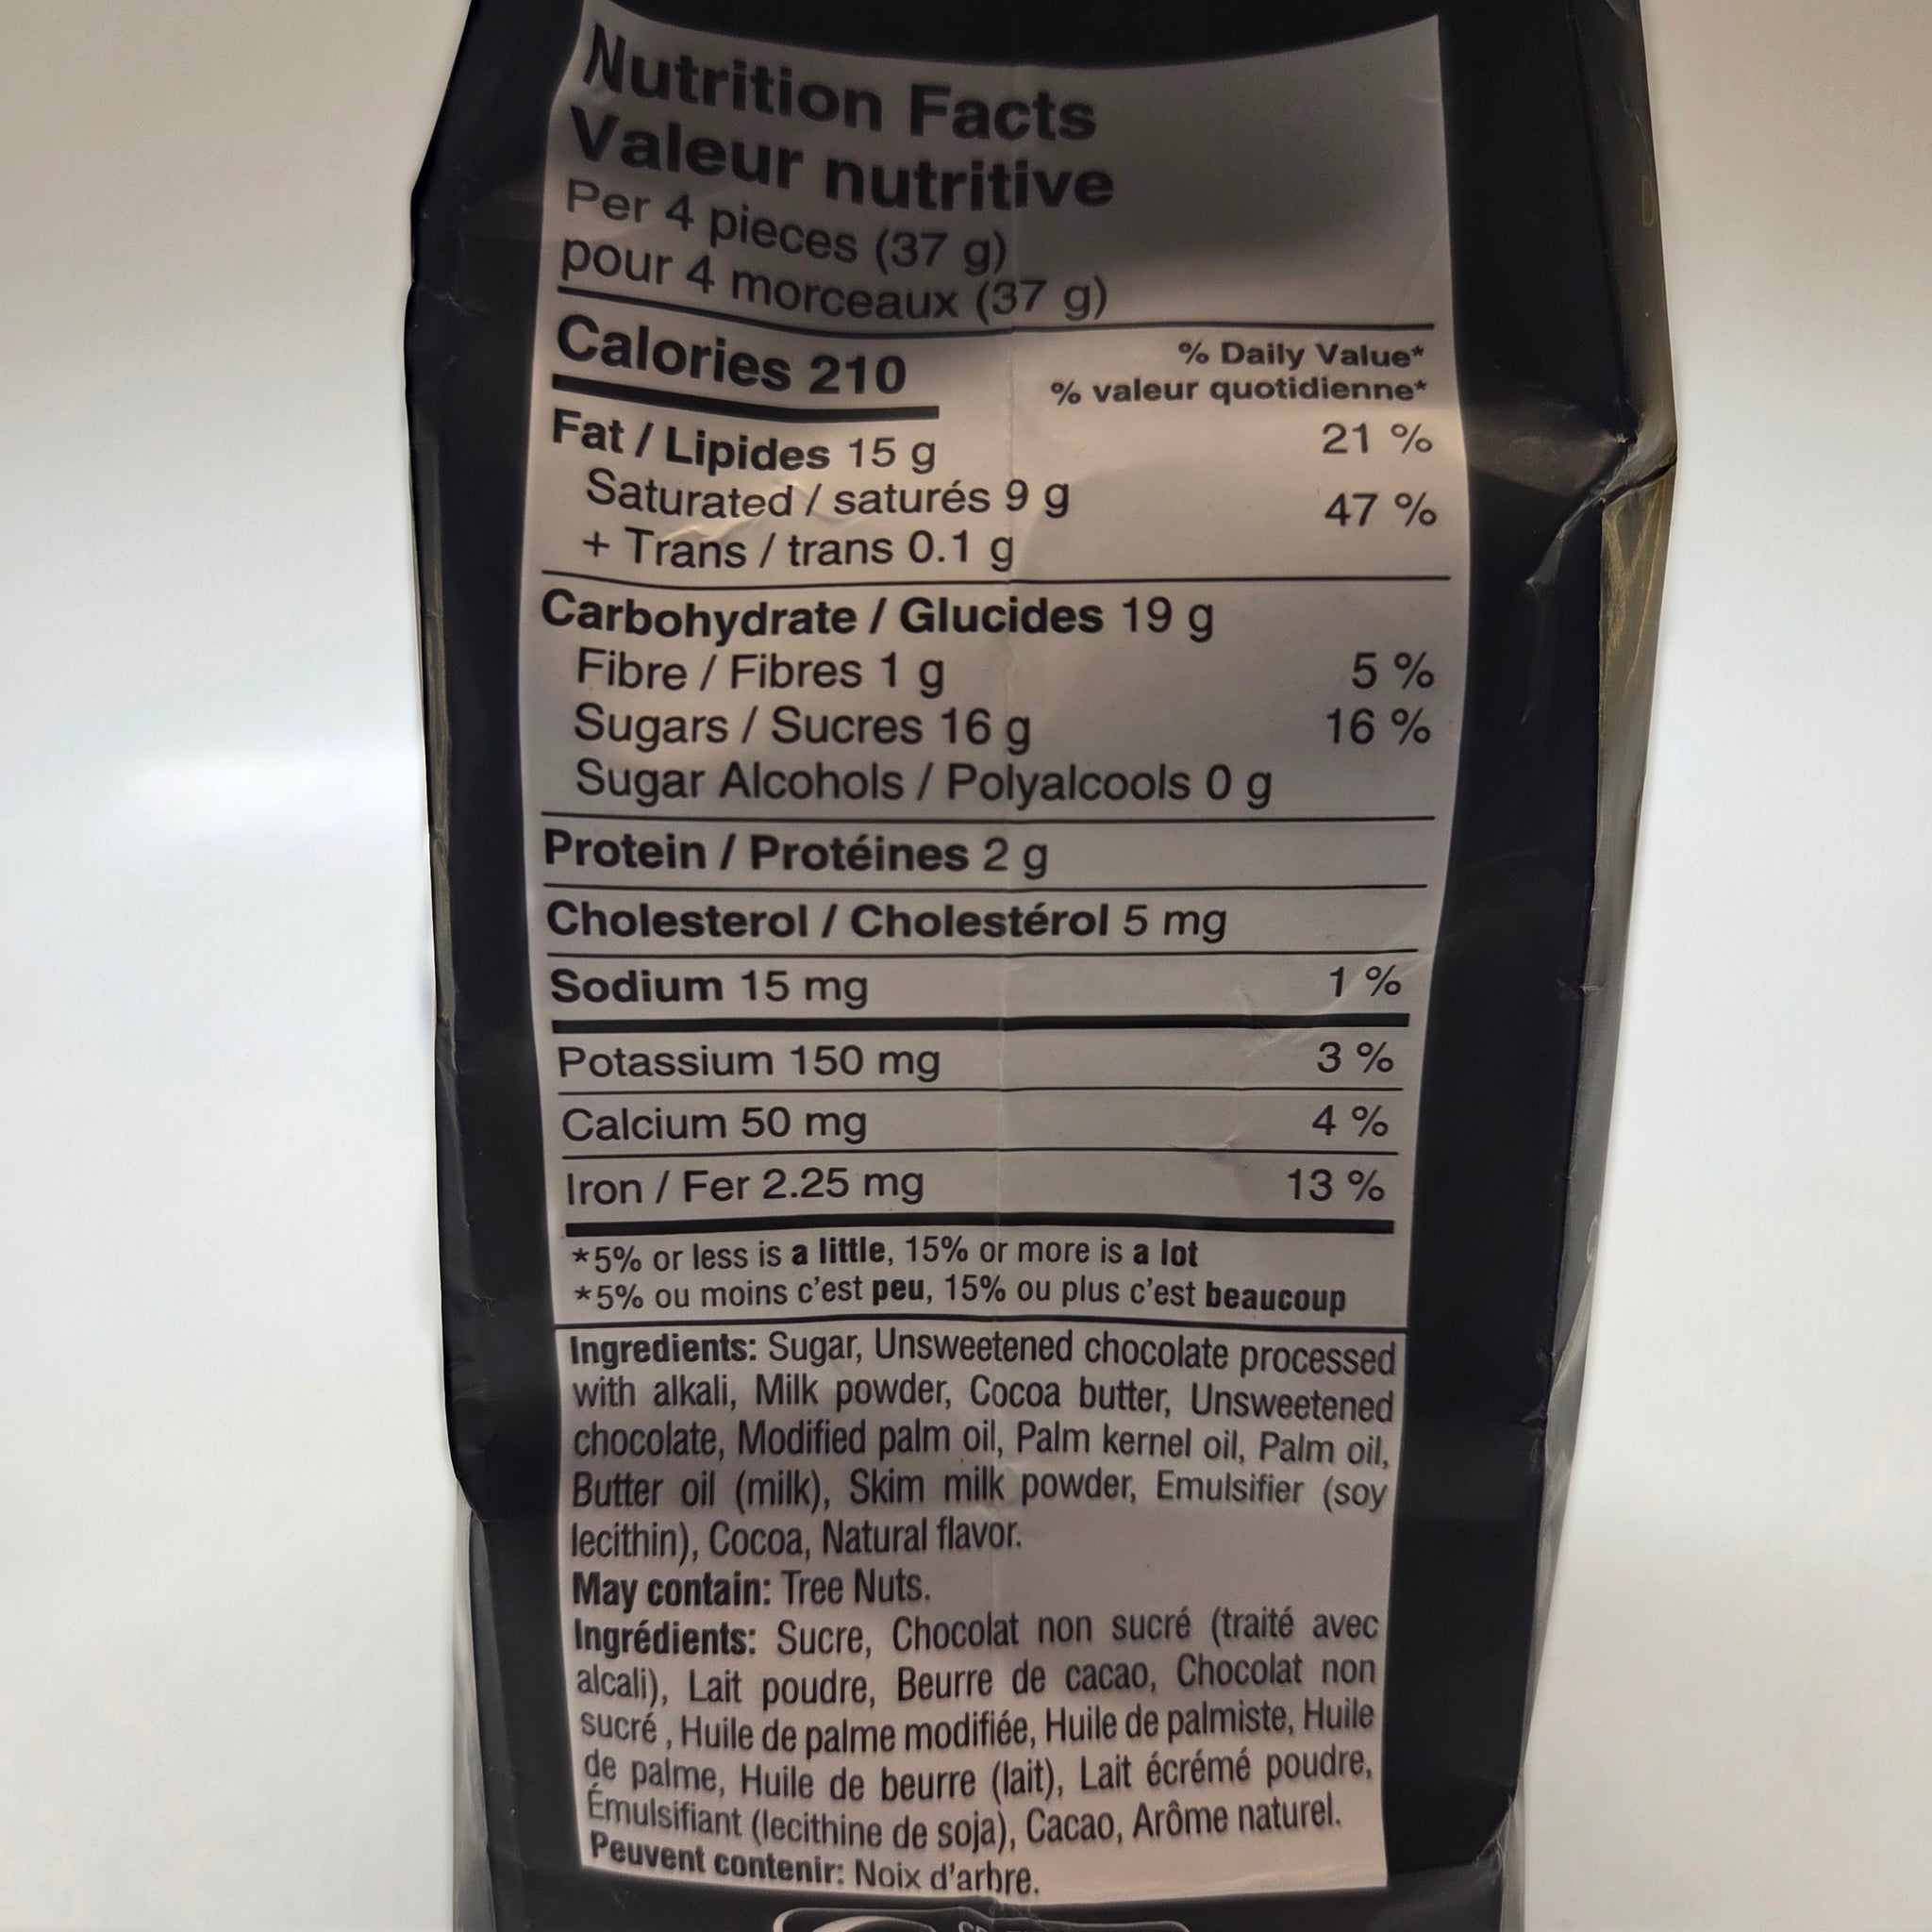 Nutrition Facts
Valeur nutritive
Per 4 pieces (37 g)
pour 4 morceaux (37 g)
Calories 210
% Daily Value*
% valeur quotidienne*
Fat / Lipides 15 g 21 %
Saturated / saturés 9 g 47 %
+ Trans / trans 0.1 g
Carbohydrate / Glucides 19 g
Fibre / Fibres 1 g 5 %
Sugars / Sucres 16 g 16 %
Sugar Alcohols / Polyalcools 0 g
Protein / Protéines 2 g
Cholesterol / Cholestérol 5 mg
Sodium 15 mg 1 %
Potassium 150 mg 3 %
Calcium 50 mg 4 %
Iron / Fer 2.25 mg 13 %
*5% or less is a little, 15% or more is a lot
*5% ou moins c'est peu, 15% ou plus c'est beaucoup
Ingredients: Sugar, Unsweetened chocolate processed
with alkali, Milk powder, Cocoa butter, Unsweetened
chocolate, Modified palm oil, Palm kernel oil, Palm oil,
Butter oil (milk), Skim milk powder, Emulsifier (soy
lecithin), Cocoa, Natural flavor.
May contain: Tree Nuts.
Ingrédients: Sucre, Chocolat non sucré (traité avec
alcali), Lait poudre, Beurre de cacao, Chocolat non
sucré , Huile de palme modifiée, Huile de palmiste, Huile
de palme, Huile de beurre (lait), Lait écrémé poudre,
Émulsifiant (lecithine de soja), Cacao, Arôme naturel.
Peuvent contenir: Noix d'arbre.